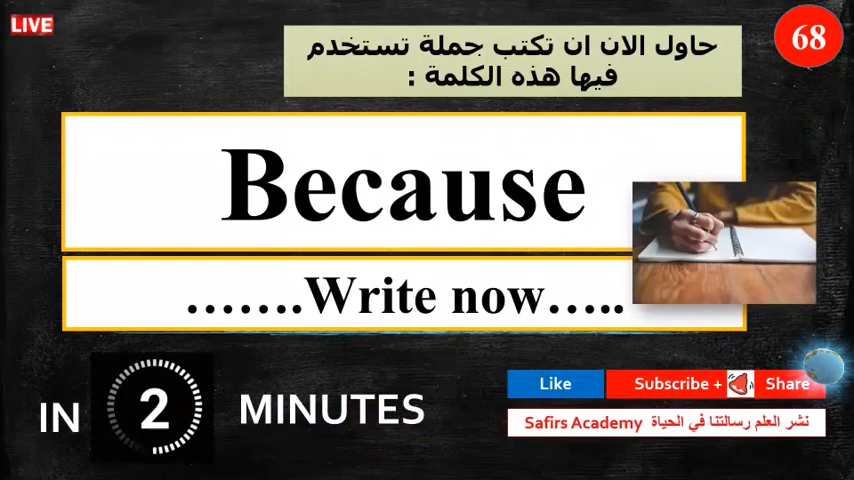 LIVE
68
حاول الان ان تكتب جملة تستخدم
فيها هذه الكلمة :
Because
…….Write now…..
IN 2 MINUTES
Like Subscribe + Share
Safirs Academy نشر العلم رسالتنا في الحياة